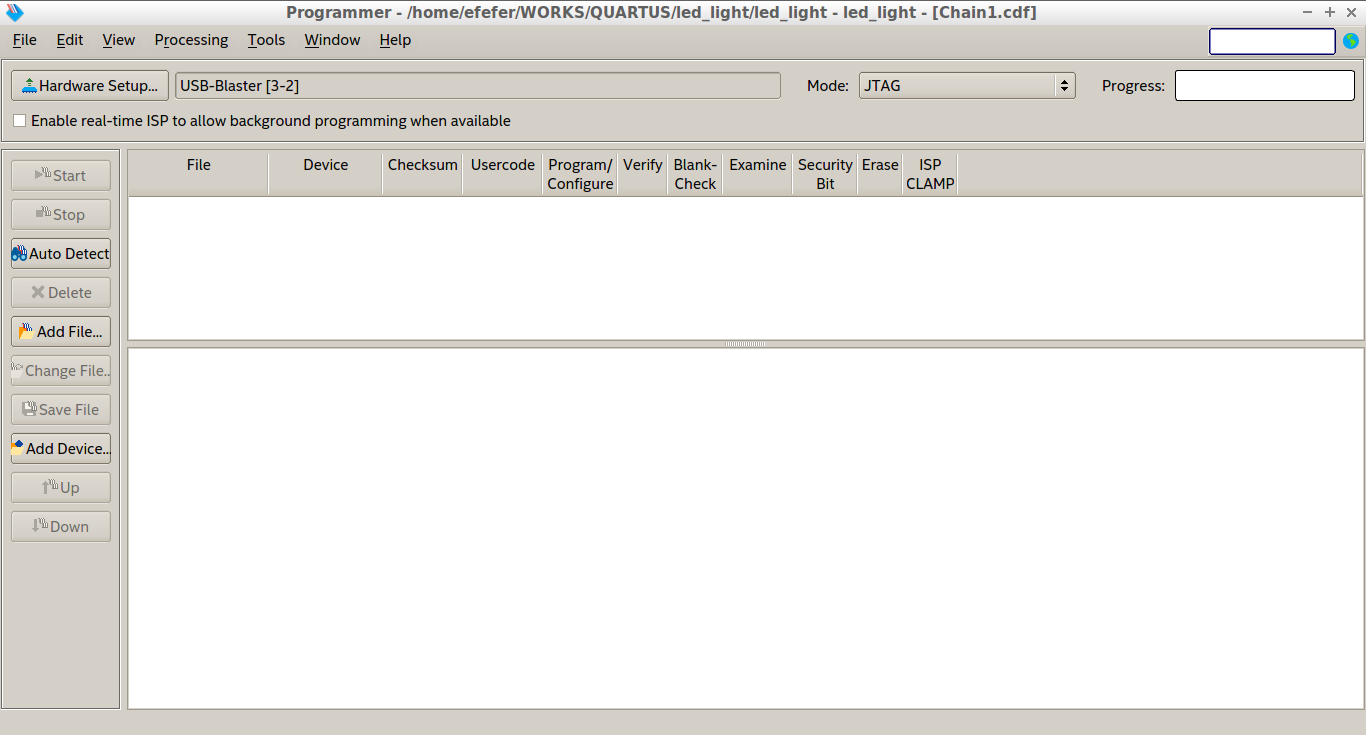 Programmer - /home/efefer/WORKS/QUARTUS/led_light/led_light - led_light - [Chain1.cdf]
File Edit View Processing Tools Window Help
Hardware Setup... USB-Blaster [3-2] Mode: JTAG Progress:
Enable real-time ISP to allow background programming when available
File Device Checksum Usercode Program/ Verify Blank- Examine Security Erase ISP
Configure Check Bit CLAMP
Start
Stop
Auto Detect
Delete
Add File...
Change File..
Save File
Add Device..
Up
Down